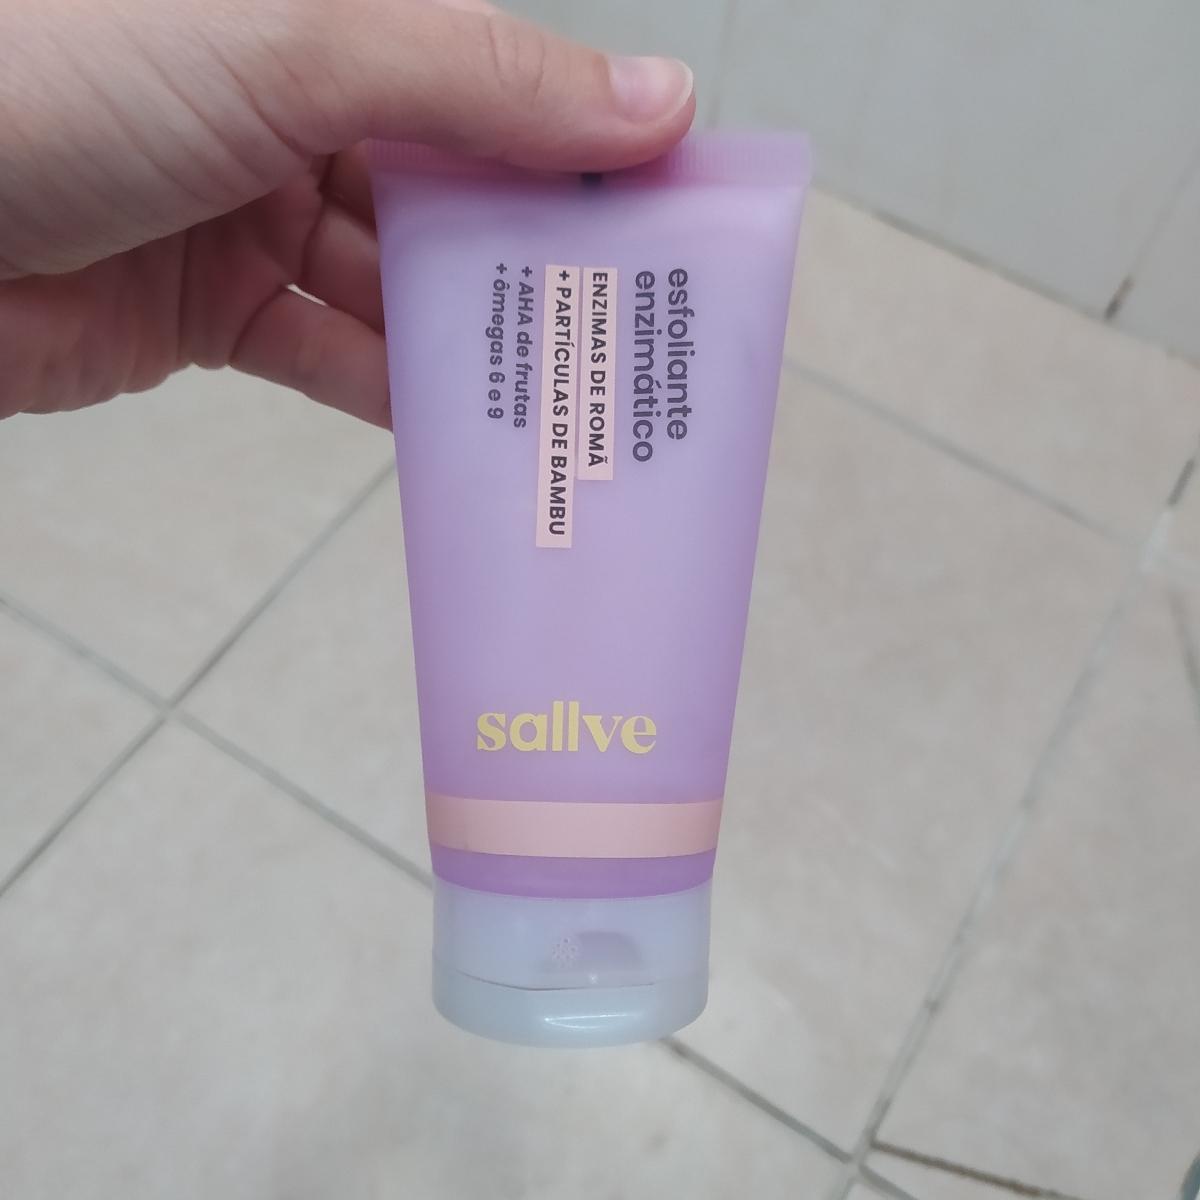 esfoliante
enzimático
ENZIMAS DE ROMÃ
+ PARTÍCULAS DE BAMBU
+ AHA de frutas
+ ômegas 6 e 9
sallve